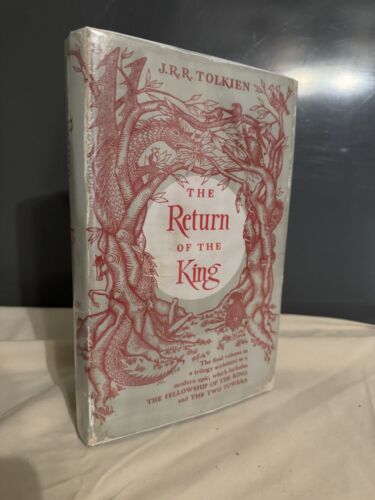 J.R.R. TOLKIEN
THE
Return
OF THE
King
The final volume in
a trilogy acclaimed as a
modern epic, which includes
THE FELLOWSHIP OF THE KING
and THE TWO TOWERS